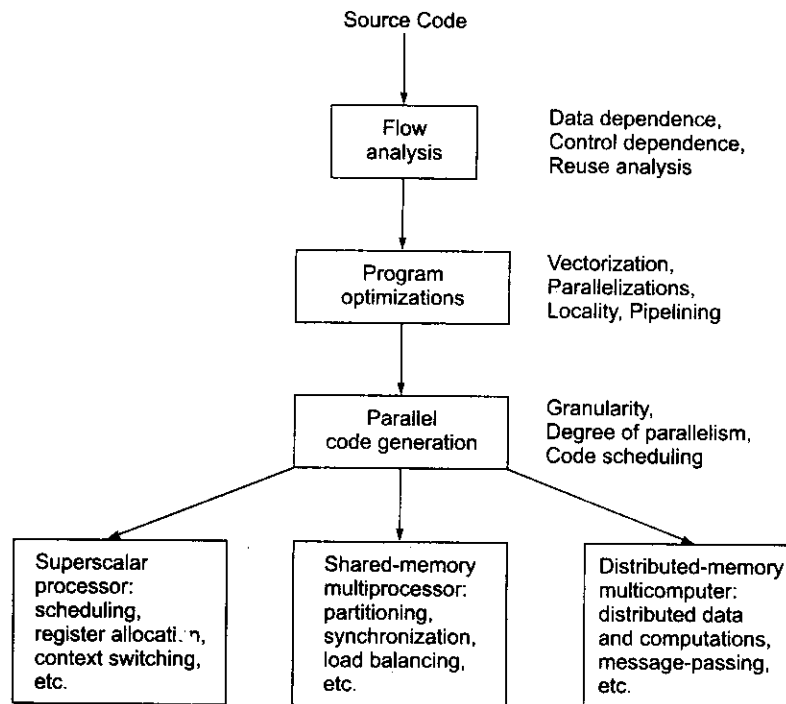 Source Code
Flow
analysis
Data dependence,
Control dependence,
Reuse analysis
Program
optimizations
Vectorization,
Parallelizations,
Locality, Pipelining
Parallel
code generation
Granularity,
Degree of parallelism,
Code scheduling
Superscalar
processor:
scheduling,
register allocation,
context switching,
etc.
Shared-memory
multiprocessor:
partitioning,
synchronization,
load balancing,
etc.
Distributed-memory
multicomputer:
distributed data
and computations,
message-passing,
etc.